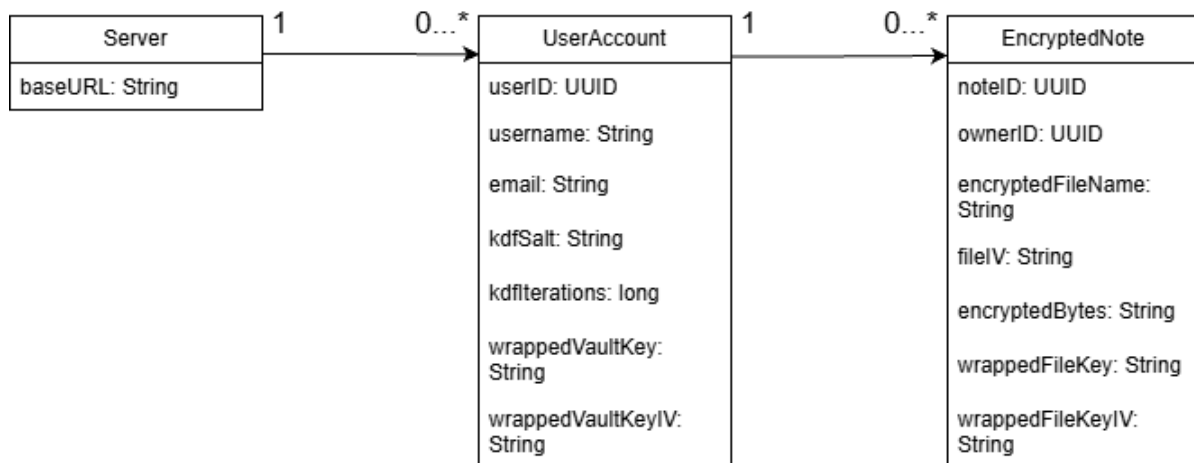 Server
baseURL: String
1
0...*
UserAccount
userID: UUID
username: String
email: String
kdfSalt: String
kdfIterations: long
wrappedVaultKey:
String
wrappedVaultKeyIV:
String
1
0...*
EncryptedNote
noteID: UUID
ownerID: UUID
encryptedFileName:
String
fileIV: String
encryptedBytes: String
wrappedFileKey: String
wrappedFileKeyIV:
String